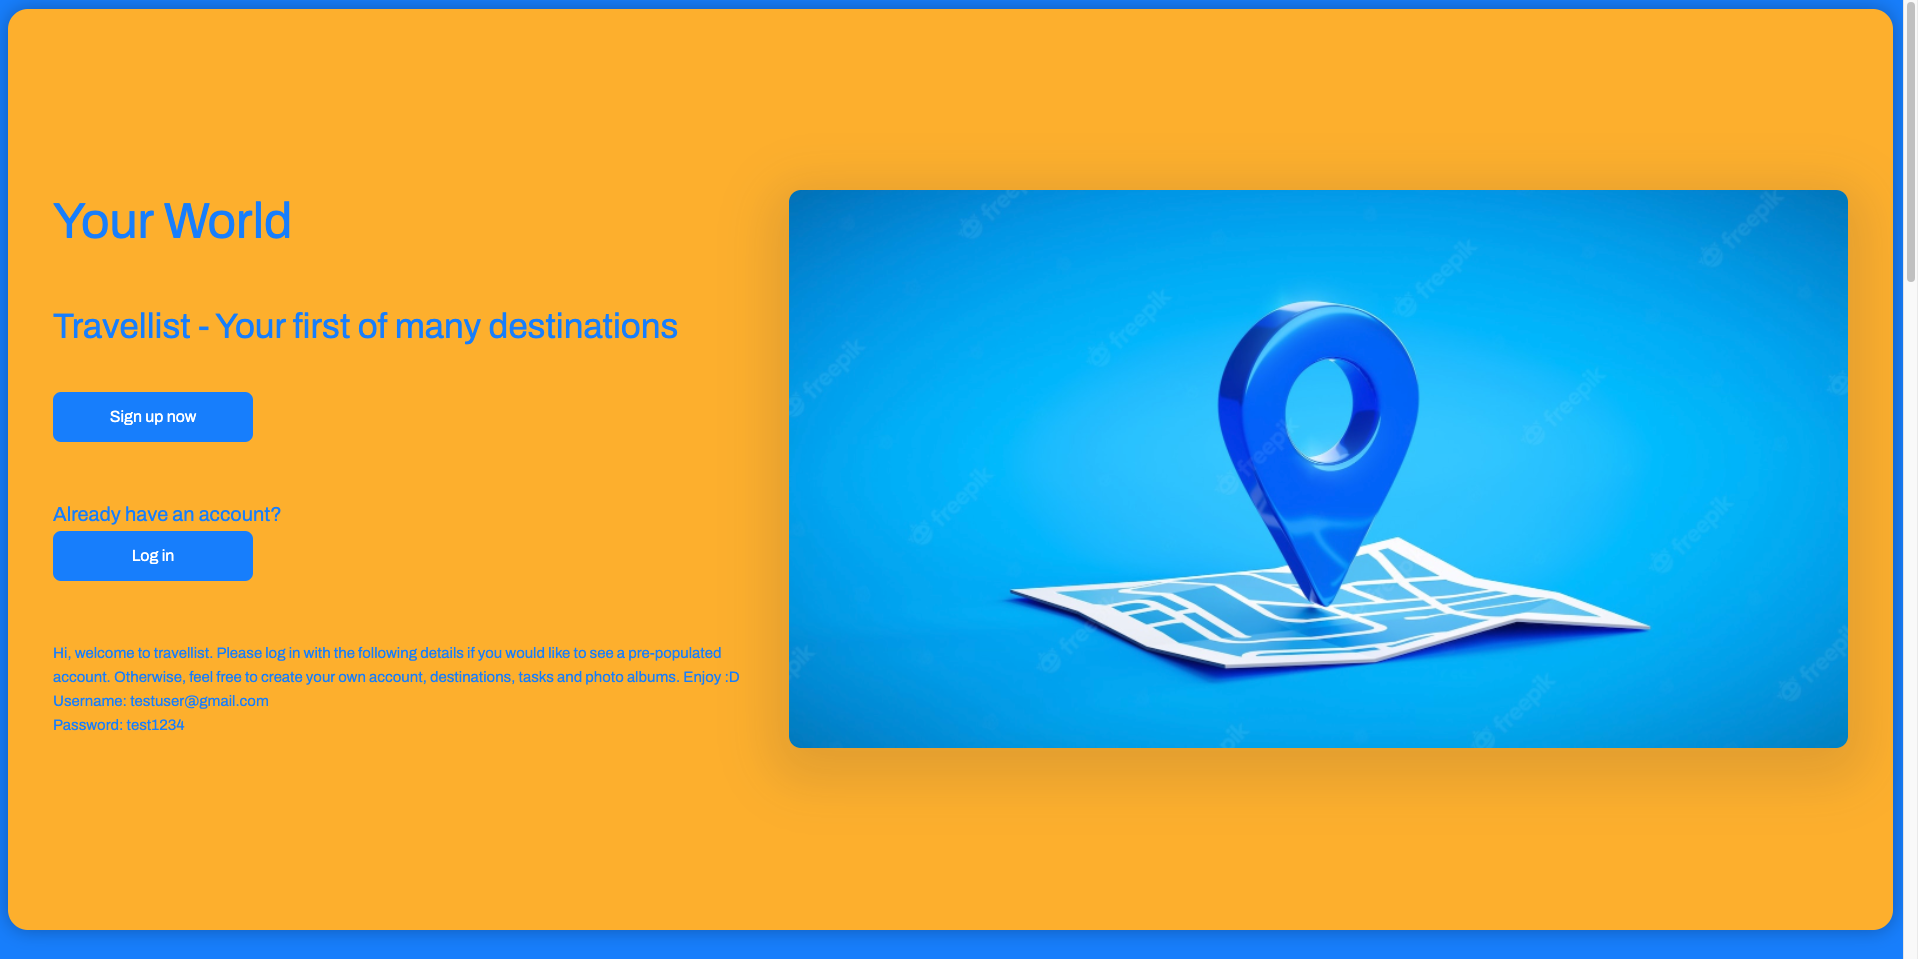 Your World
Travellist - Your first of many destinations
Sign up now
Already have an account?
Log in
Hi, welcome to travellist. Please log in with the following details if you would like to see a pre-populated
account. Otherwise, feel free to create your own account, destinations, tasks and photo albums. Enjoy :D
Username: testuser@gmail.com
Password: test1234
freepik
freepik
freepik
freepik
freepik
freepik
freepik
freepik
freepik
freepik